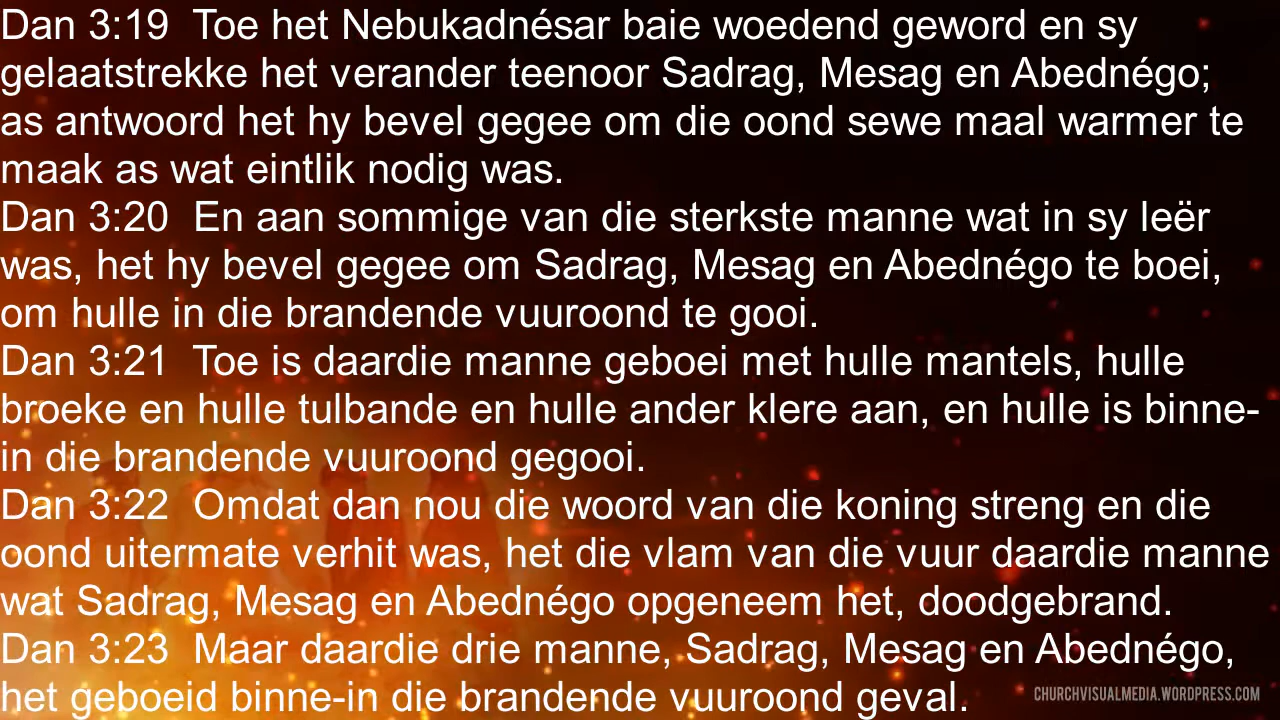 Dan 3:19  Toe het Nebukadnésar baie woedend geword en sy
gelaatstrekke het verander teenoor Sadrag, Mesag en Abednégo;
as antwoord het hy bevel gegee om die oond sewe maal warmer te
maak as wat eintlik nodig was.
Dan 3:20  En aan sommige van die sterkste manne wat in sy leër
was, het hy bevel gegee om Sadrag, Mesag en Abednégo te boei,
om hulle in die brandende vuuroond te gooi.
Dan 3:21  Toe is daardie manne geboei met hulle mantels, hulle
broeke en hulle tulbande en hulle ander klere aan, en hulle is binne-
in die brandende vuuroond gegooi.
Dan 3:22  Omdat dan nou die woord van die koning streng en die
oond uitermate verhit was, het die vlam van die vuur daardie manne
wat Sadrag, Mesag en Abednégo opgeneem het, doodgebrand.
Dan 3:23  Maar daardie drie manne, Sadrag, Mesag en Abednégo,
het geboeid binne-in die brandende vuuroond geval.
CHURCHVISUALMEDIA.WORDPRESS.COM